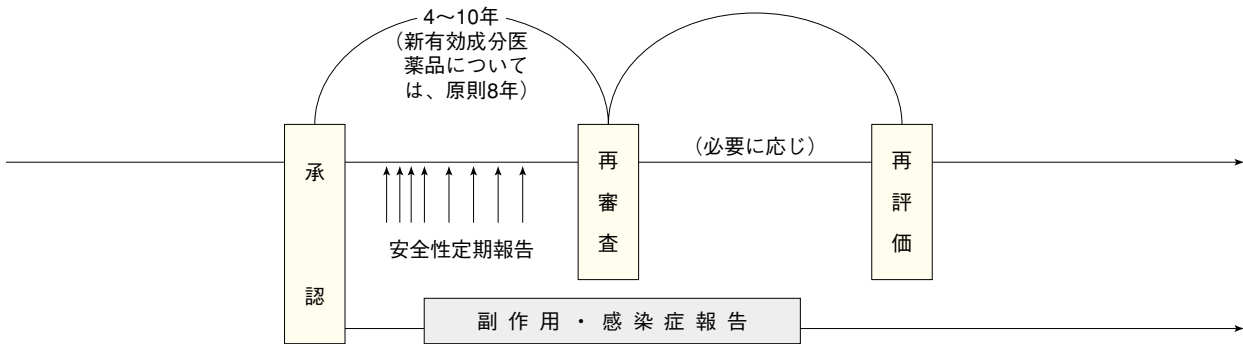 4〜10年
（新有効成分医
薬品について
は、原則8年）
承認
安全性定期報告
再審査
（必要に応じ）
再評価
副作用・感染症報告